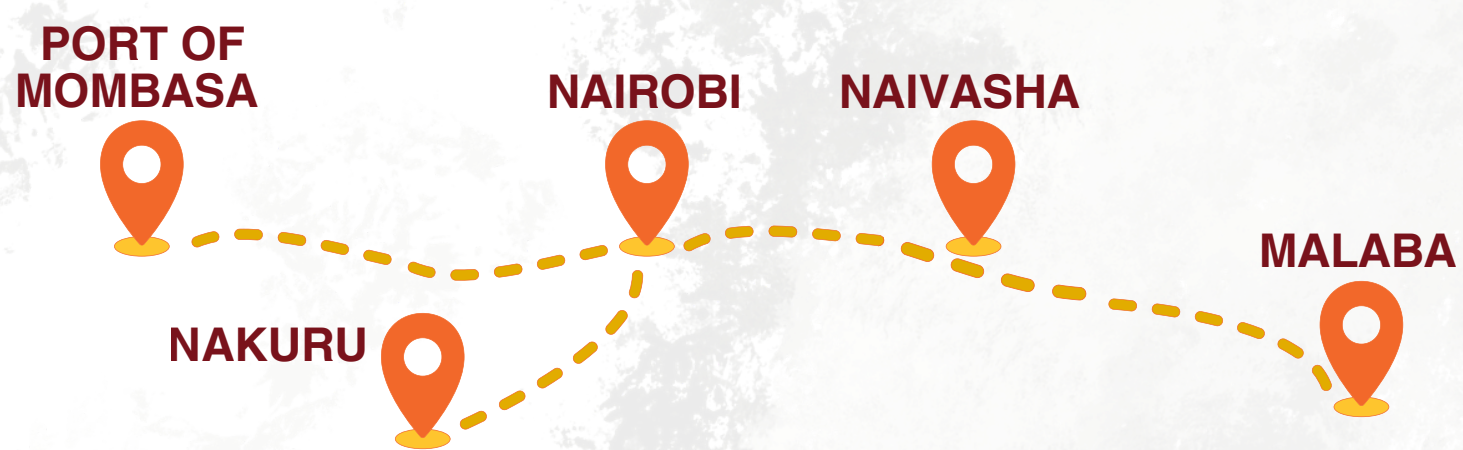 PORT OF
MOMBASA
NAIROBI
NAIVASHA
MALABA
NAKURU